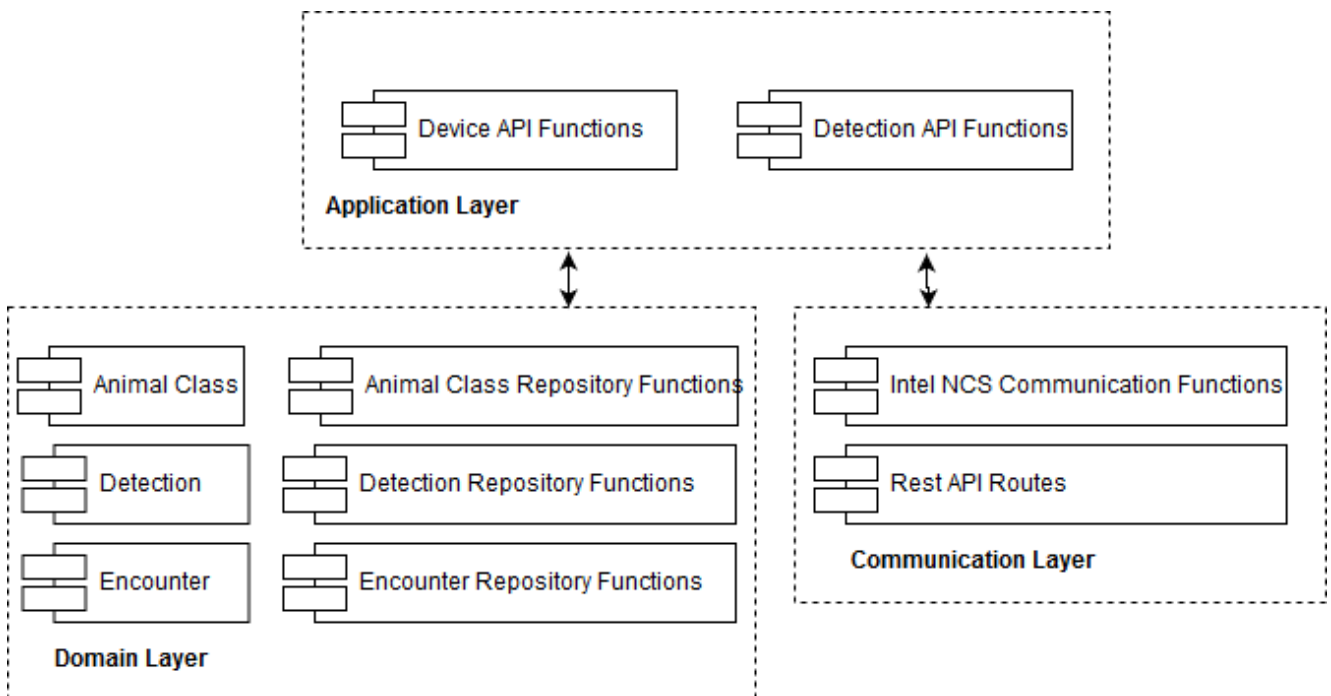 Device API Functions
Detection API Functions
Application Layer
Animal Class
Animal Class Repository Functions
Detection
Detection Repository Functions
Encounter
Encounter Repository Functions
Domain Layer
Intel NCS Communication Functions
Rest API Routes
Communication Layer